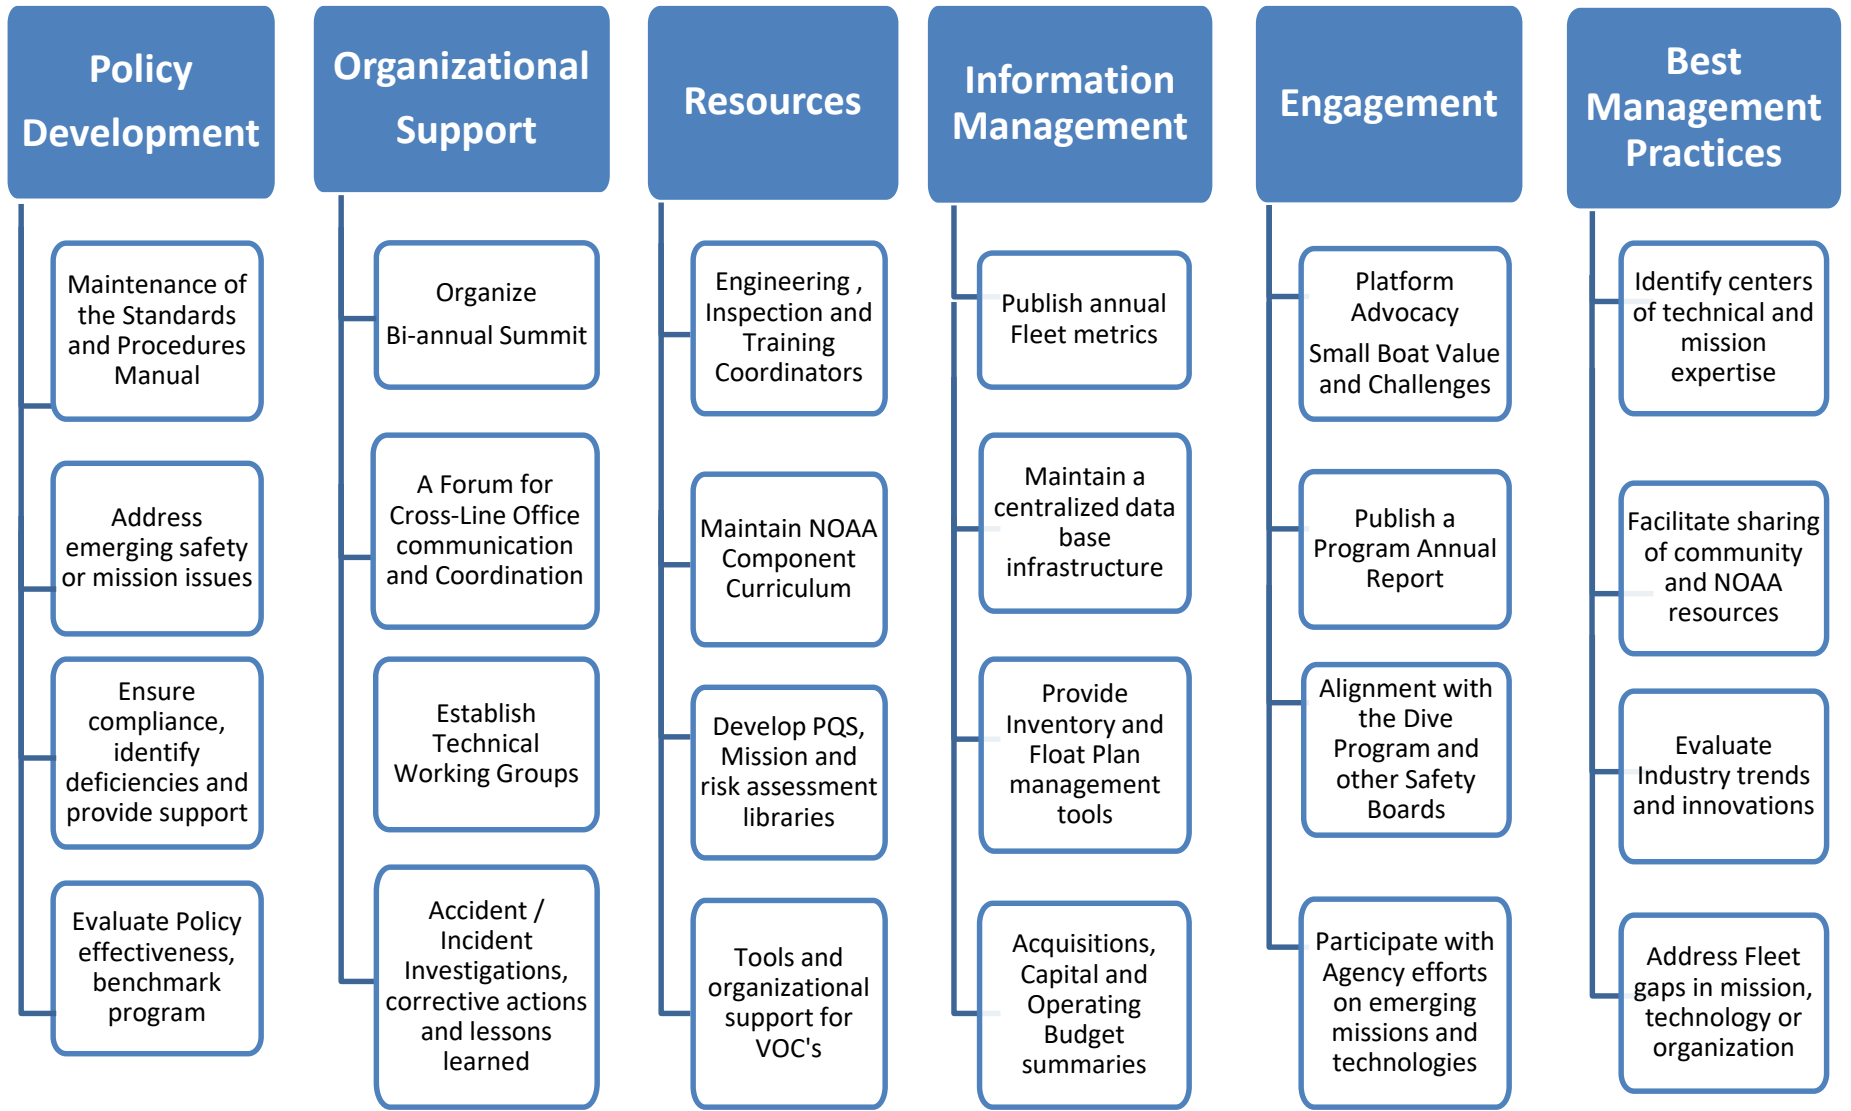 Policy
Development
Maintenance of
the Standards
and Procedures
Manual
Address
emerging safety
or mission issues
Ensure
compliance,
identify
deficiencies and
provide support
Evaluate Policy
effectiveness,
benchmark
program
Organizational
Support
Organize
Bi-annual Summit
A Forum for
Cross-Line Office
communication
and Coordination
Establish
Technical
Working Groups
Accident /
Incident
Investigations,
corrective actions
and lessons
learned
Resources
Engineering ,
Inspection and
Training
Coordinators
Maintain NOAA
Component
Curriculum
Develop PQS,
Mission and
risk assessment
libraries
Tools and
organizational
support for
VOC's
Information
Management
Publish annual
Fleet metrics
Maintain a
centralized data
base
infrastructure
Provide
Inventory and
Float Plan
management
tools
Acquisitions,
Capital and
Operating
Budget
summaries
Engagement
Platform
Advocacy
Small Boat Value
and Challenges
Publish a
Program Annual
Report
Alignment with
the Dive
Program and
other Safety
Boards
Participate with
Agency efforts
on emerging
missions and
technologies
Best
Management
Practices
Identify centers
of technical and
mission
expertise
Facilitate sharing
of community
and NOAA
resources
Evaluate
Industry trends
and innovations
Address Fleet
gaps in mission,
technology or
organization